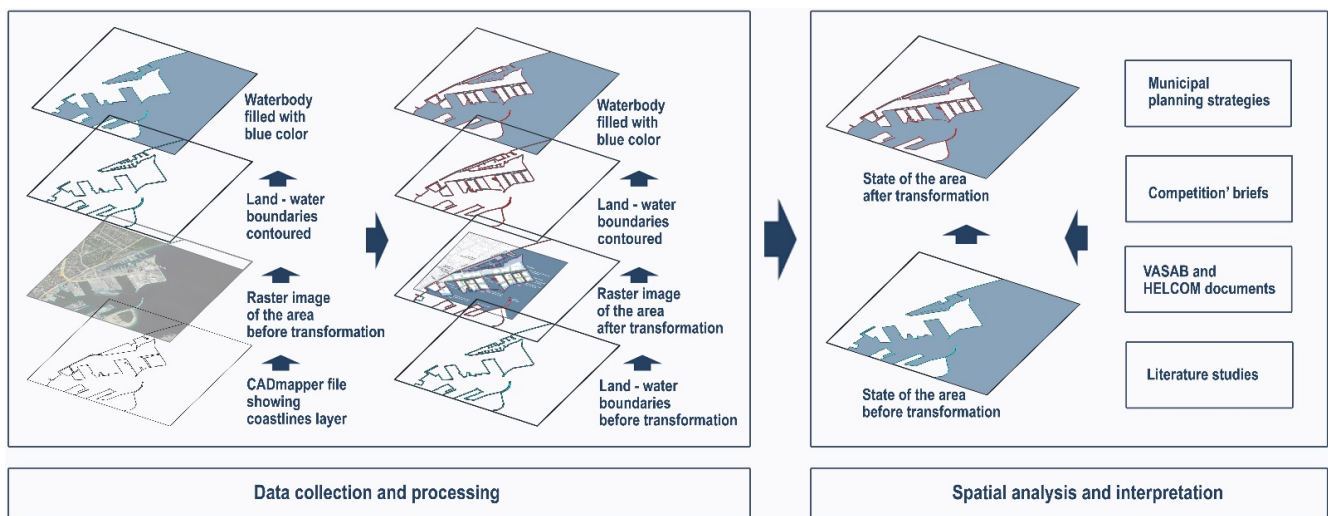 Waterbody
filled with
blue color
Land - water
boundaries
contoured
Raster image
of the area
before transformation
CADmapper file
showing
coastlines layer
Waterbody
filled with
blue color
Land - water
boundaries
contoured
Raster image
of the area
after transformation
Land - water
boundaries
before transformation
State of the area
after transformation
State of the area
before transformation
Municipal
planning strategies
Competition' briefs
VASAB and
HELCOM documents
Literature studies
Data collection and processing
Spatial analysis and interpretation